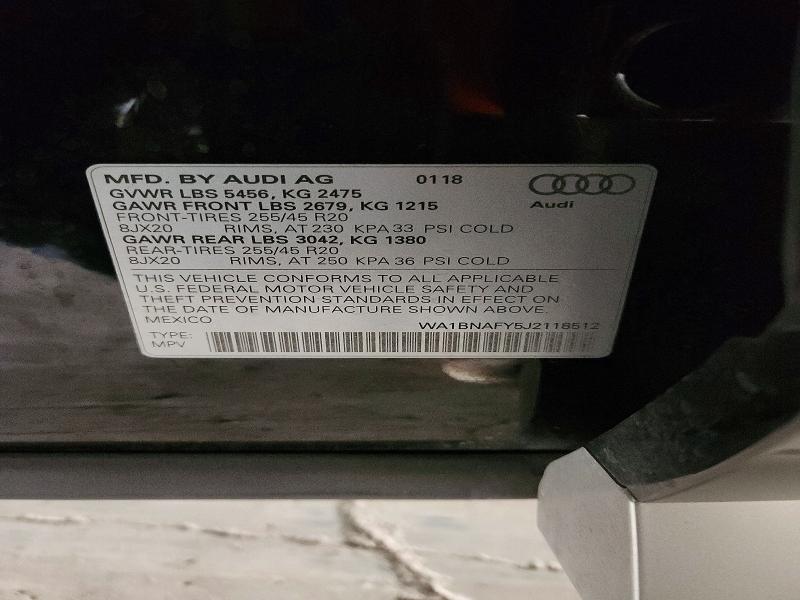 MFD. BY AUDI AG 0118
GVWR LBS 5456, KG 2475
GAWR FRONT LBS 2679, KG 1215
Audi
FRONT-TIRES 255/45 R20
8JX20 RIMS, AT 230 KPA 33 PSI COLD
GAWR REAR LBS 3042, KG 1380
REAR-TIRES 255/45 R20
8JX20 RIMS, AT 250 KPA 36 PSI COLD
THIS VEHICLE CONFORMS TO ALL APPLICABLE
U.S. FEDERAL MOTOR VEHICLE SAFETY AND
THEFT PREVENTION STANDARDS IN EFFECT ON
THE DATE OF MANUFACTURE SHOWN ABOVE.
MEXICO WA1BNAFY5J2118512
TYPE:
MPV